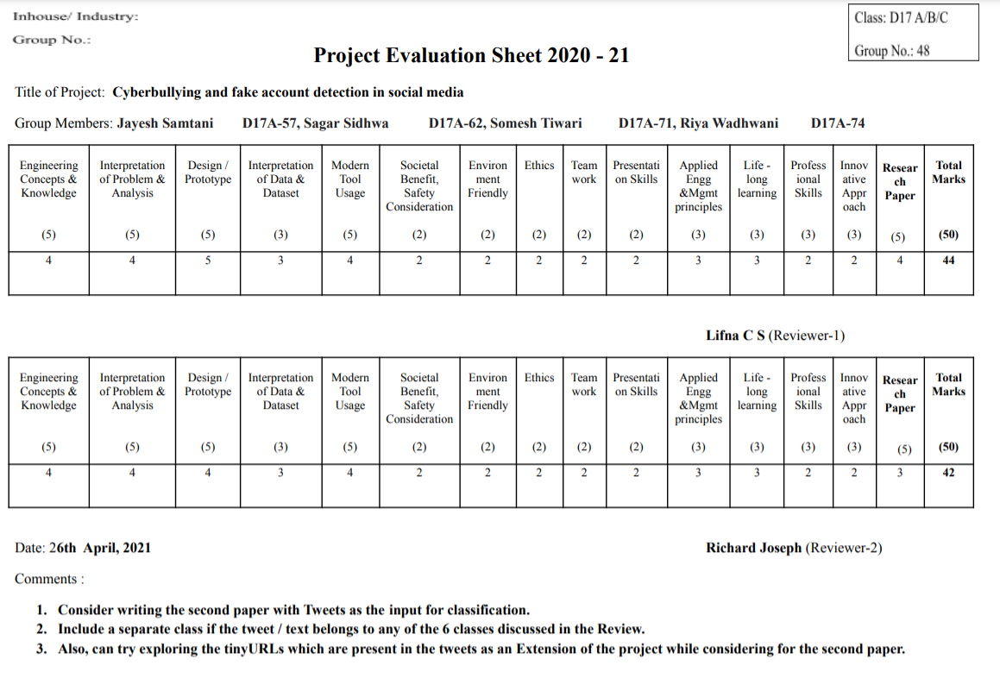 Inhouse/ Industry:
Group No.:
Class: D17 A/B/C
Group No.: 48
Project Evaluation Sheet 2020 - 21
Title of Project: Cyberbullying and fake account detection in social media
Group Members: Jayesh Samtani D17A-57, Sagar Sidhwa D17A-62, Somesh Tiwari D17A-71, Riya Wadhwani D17A-74
Engineering Concepts & Knowledge (5)
Interpretation of Problem & Analysis (5)
Design / Prototype (5)
Interpretation of Data & Dataset (3)
Modern Tool Usage (5)
Societal Benefit, Safety Consideration (2)
Environ ment Friendly (2)
Ethics (2)
Team work (2)
Presentati on Skills (2)
Applied Engg &Mgmt principles (3)
Life - long learning (3)
Profess ional Skills (3)
Innov ative Appr oach (3)
Resear ch Paper (5)
Total Marks (50)
4 4 5 3 4 2 2 2 2 2 3 3 2 2 4 44
Lifna C S (Reviewer-1)
Engineering Concepts & Knowledge (5)
Interpretation of Problem & Analysis (5)
Design / Prototype (5)
Interpretation of Data & Dataset (3)
Modern Tool Usage (5)
Societal Benefit, Safety Consideration (2)
Environ ment Friendly (2)
Ethics (2)
Team work (2)
Presentati on Skills (2)
Applied Engg &Mgmt principles (3)
Life - long learning (3)
Profess ional Skills (3)
Innov ative Appr oach (3)
Resear ch Paper (5)
Total Marks (50)
4 4 4 3 4 2 2 2 2 2 3 3 2 2 3 42
Date: 26th April, 2021
Richard Joseph (Reviewer-2)
Comments :
1. Consider writing the second paper with Tweets as the input for classification.
2. Include a separate class if the tweet / text belongs to any of the 6 classes discussed in the Review.
3. Also, can try exploring the tinyURLs which are present in the tweets as an Extension of the project while considering for the second paper.